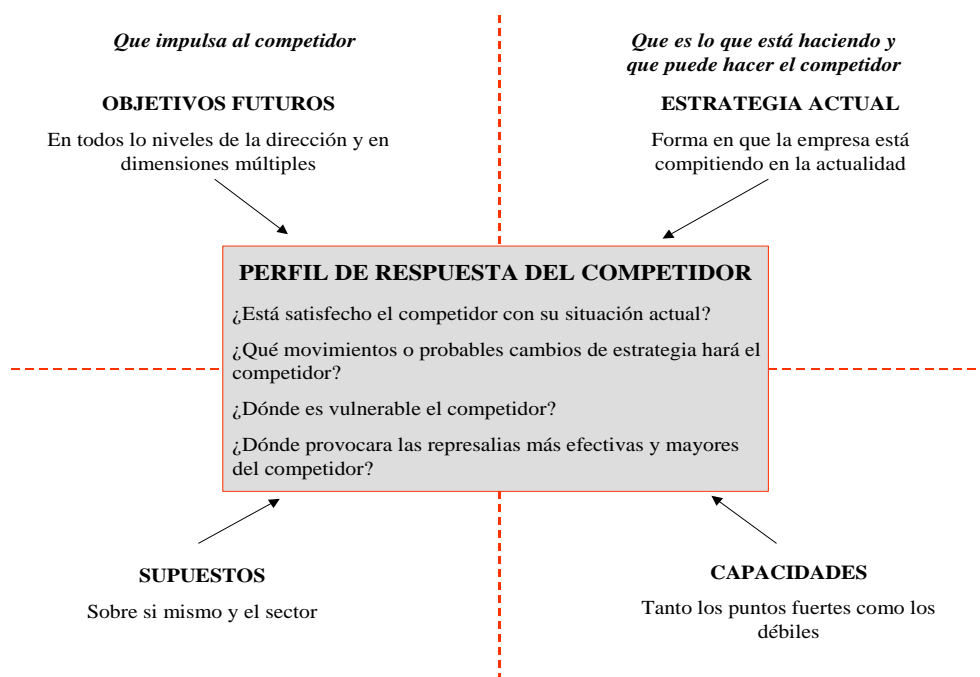 Que impulsa al competidor
Que es lo que está haciendo y
que puede hacer el competidor
OBJETIVOS FUTUROS
En todos lo niveles de la dirección y en
dimensiones múltiples
ESTRATEGIA ACTUAL
Forma en que la empresa está
compitiendo en la actualidad
PERFIL DE RESPUESTA DEL COMPETIDOR
¿Está satisfecho el competidor con su situación actual?
¿Qué movimientos o probables cambios de estrategia hará el
competidor?
¿Dónde es vulnerable el competidor?
¿Dónde provocara las represalias más efectivas y mayores
del competidor?
SUPUESTOS
Sobre si mismo y el sector
CAPACIDADES
Tanto los puntos fuertes como los
débiles